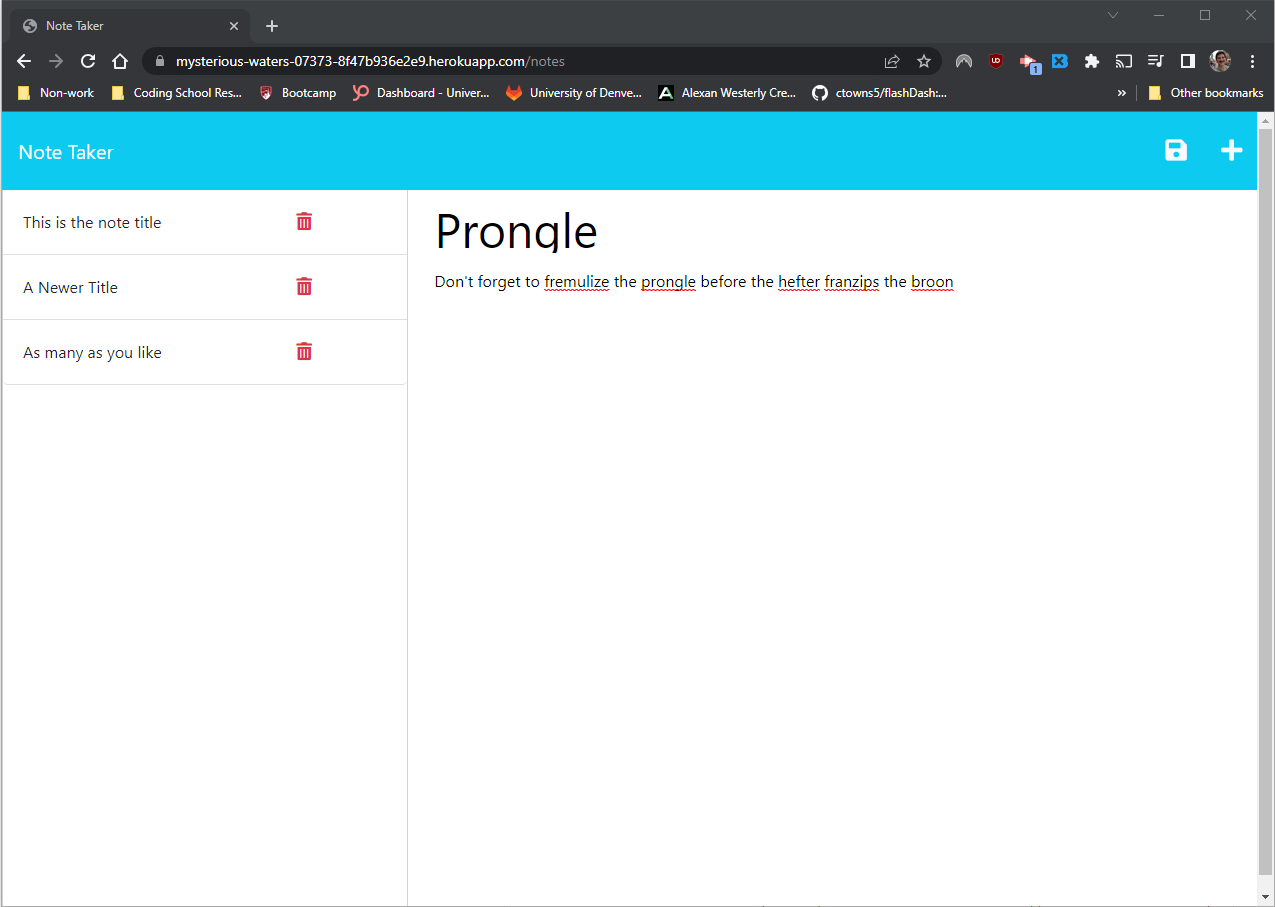 Note Taker
mysterious-waters-07373-8f47b936e2e9.herokuapp.com/notes
UD
1
Non-work Coding School Res... Bootcamp Dashboard - Univer... University of Denve... Alexan Westerly Cre... ctowns5/flashDash:... » Other bookmarks
Note Taker
This is the note title
A Newer Title
As many as you like
Prongle
Don't forget to fremulize the prongle before the hefter franzips the broon